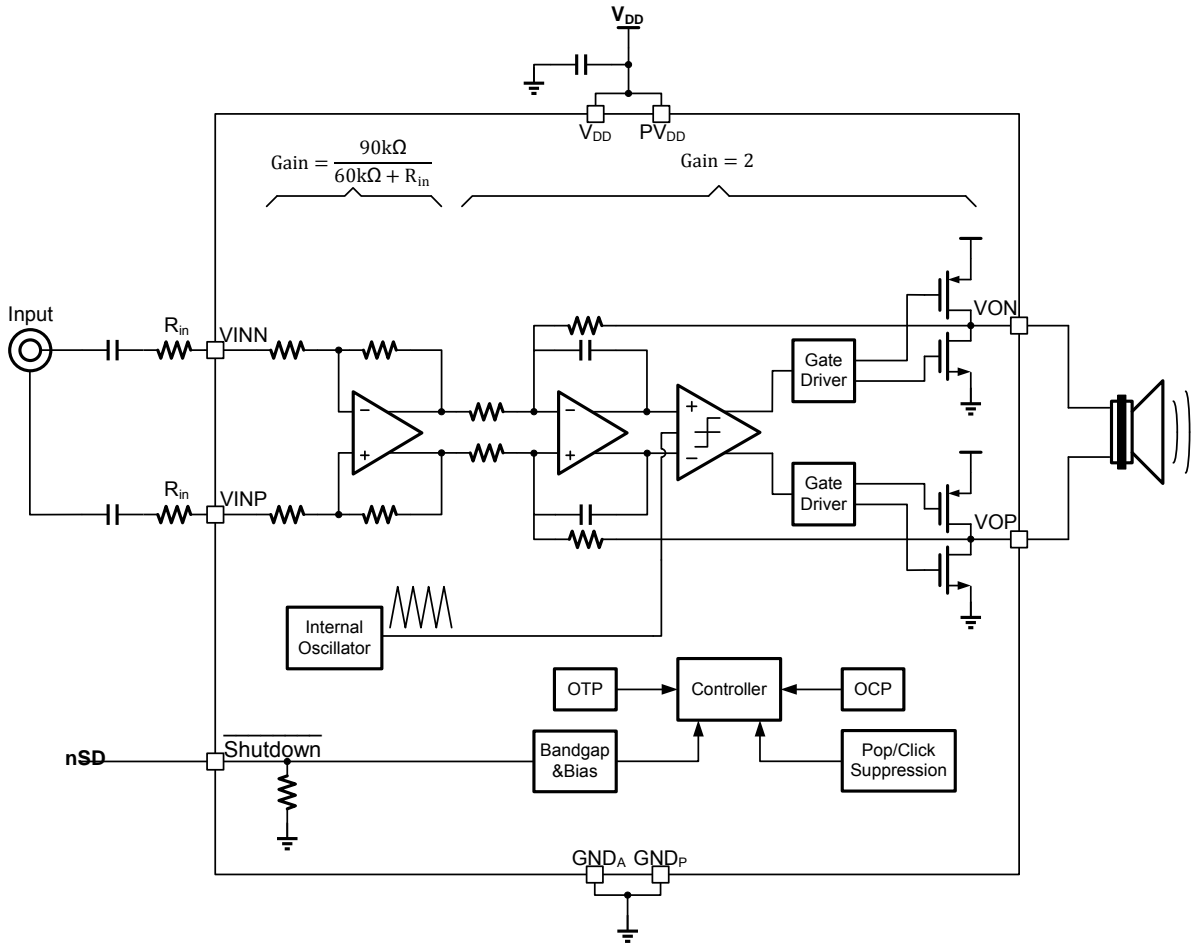 VDD
VDD PVDD
Gain = 90kΩ / 60kΩ + Rin
Gain = 2
Input
Rin
VINN
VON
Gate
Driver
−
+
−
+
+
−
Rin
VINP
Gate
Driver
VOP
Internal
Oscillator
OTP
Controller
OCP
nSD
Shutdown
Bandgap
&Bias
Pop/Click
Suppression
GNDA GNDP